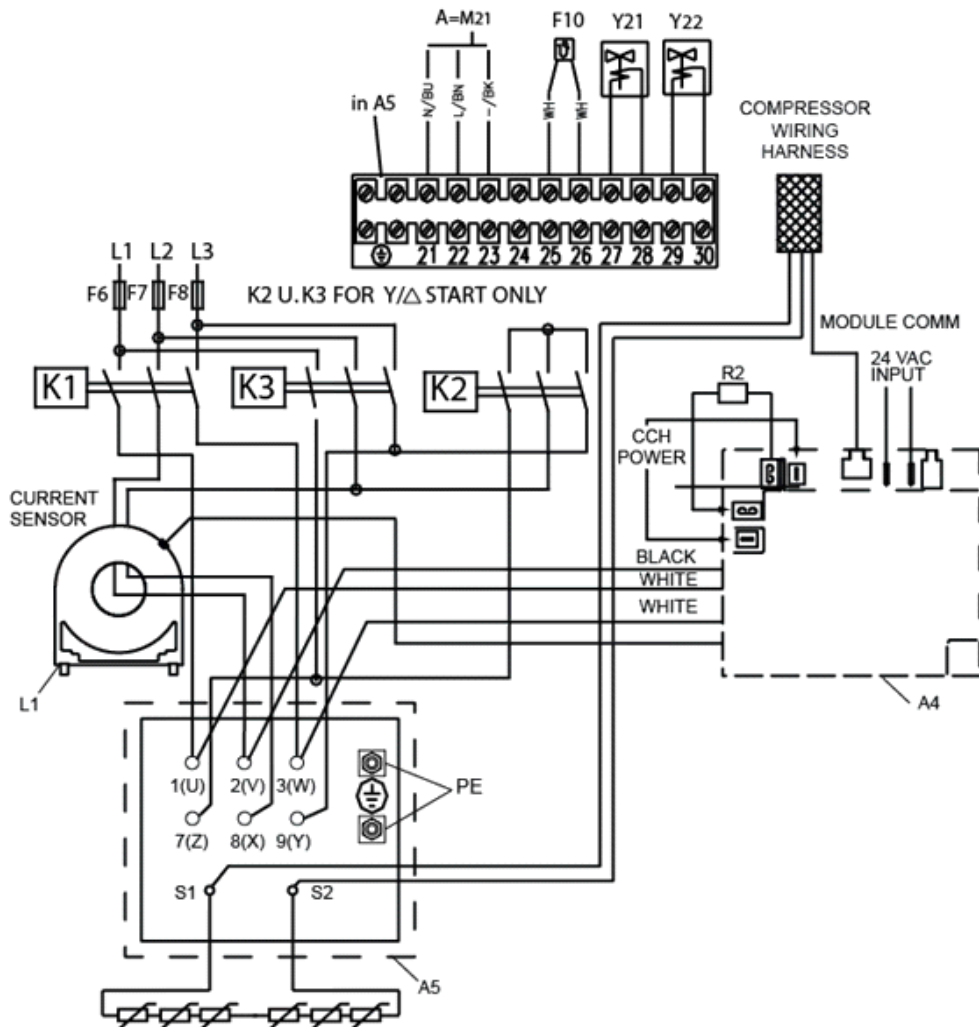 A=M21
F10
Y21
Y22
in A5
N/BU
L/BN
–/BK
WH
WH
COMPRESSOR
WIRING
HARNESS
21 22 23 24 25 26 27 28 29 30
L1 L2 L3
F6 F7 F8
K2 U.K3 FOR Y/△ START ONLY
MODULE COMM
24 VAC
INPUT
K1
K3
K2
R2
CCH
POWER
CURRENT
SENSOR
BLACK
WHITE
WHITE
L1
A4
1(U) 2(V) 3(W)
PE
7(Z) 8(X) 9(Y)
S1
S2
A5